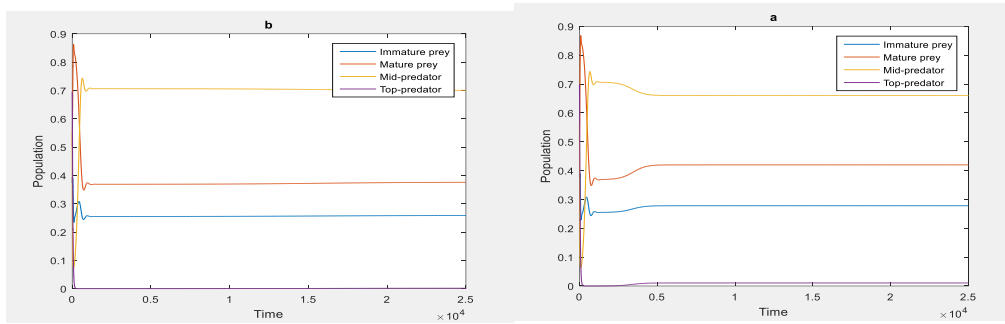 b
0.9
0.8
0.7
0.6
0.5
0.4
0.3
0.2
0.1
0
Population
Immature prey
Mature prey
Mid-predator
Top-predator
0 0.5 1 1.5 2 2.5
Time
× 10^4
a
0.9
0.8
0.7
0.6
0.5
0.4
0.3
0.2
0.1
0
Population
Immature prey
Mature prey
Mid-predator
Top-predator
0 0.5 1 1.5 2 2.5
Time
× 10^4